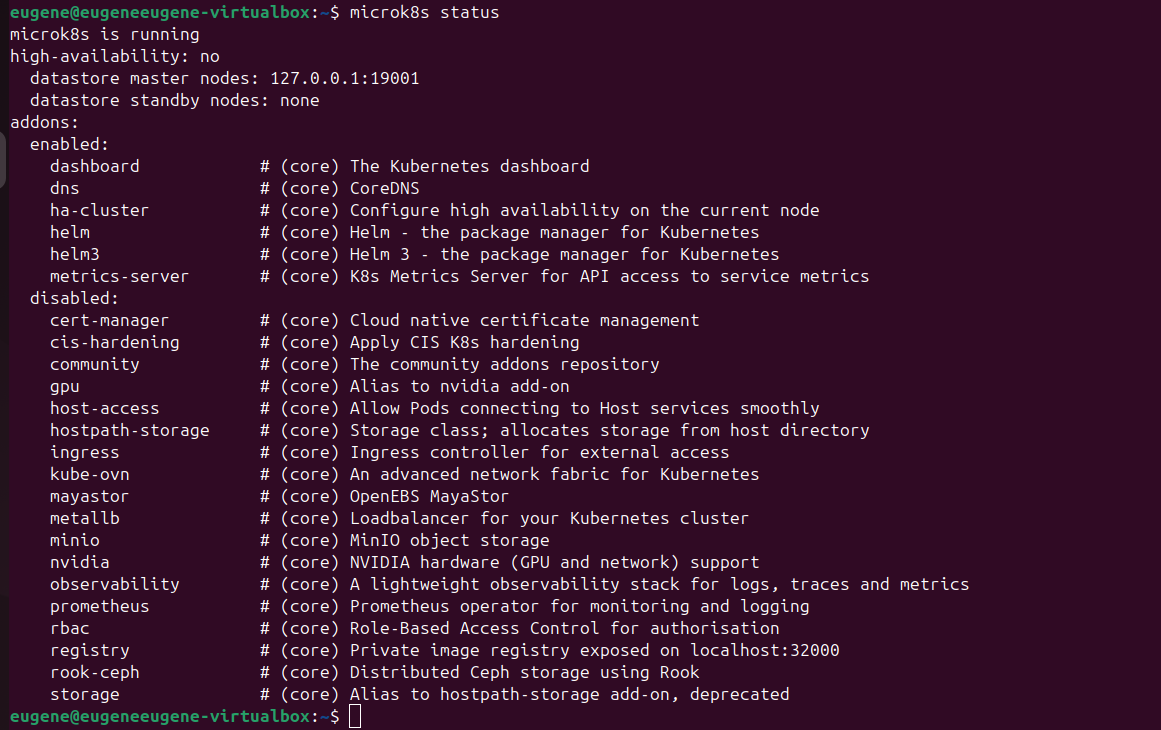 eugene@eugeneeugene-virtualbox:~$ microk8s status
microk8s is running
high-availability: no
  datastore master nodes: 127.0.0.1:19001
  datastore standby nodes: none
addons:
  enabled:
    dashboard            # (core) The Kubernetes dashboard
    dns                  # (core) CoreDNS
    ha-cluster           # (core) Configure high availability on the current node
    helm                 # (core) Helm - the package manager for Kubernetes
    helm3                # (core) Helm 3 - the package manager for Kubernetes
    metrics-server       # (core) K8s Metrics Server for API access to service metrics
  disabled:
    cert-manager         # (core) Cloud native certificate management
    cis-hardening        # (core) Apply CIS K8s hardening
    community            # (core) The community addons repository
    gpu                  # (core) Alias to nvidia add-on
    host-access          # (core) Allow Pods connecting to Host services smoothly
    hostpath-storage     # (core) Storage class; allocates storage from host directory
    ingress              # (core) Ingress controller for external access
    kube-ovn             # (core) An advanced network fabric for Kubernetes
    mayastor             # (core) OpenEBS MayaStor
    metallb              # (core) Loadbalancer for your Kubernetes cluster
    minio                # (core) MinIO object storage
    nvidia               # (core) NVIDIA hardware (GPU and network) support
    observability        # (core) A lightweight observability stack for logs, traces and metrics
    prometheus           # (core) Prometheus operator for monitoring and logging
    rbac                 # (core) Role-Based Access Control for authorisation
    registry             # (core) Private image registry exposed on localhost:32000
    rook-ceph            # (core) Distributed Ceph storage using Rook
    storage              # (core) Alias to hostpath-storage add-on, deprecated
eugene@eugeneeugene-virtualbox:~$